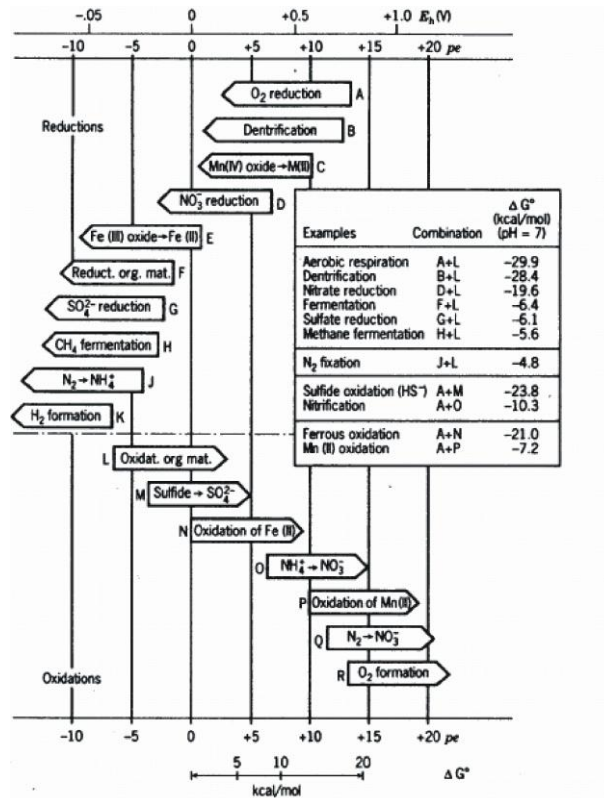 -.05 0 +0.5 +1.0 Eh(V)
-10 -5 0 +5 +10 +15 +20 pe
O2 reduction A
Reductions
Dentrification B
Mn(IV) oxide→M(II) C
NO3- reduction D
Fe (III) oxide→Fe (II) E
Reduct. org. mat. F
SO4 2- reduction G
CH4 fermentation H
N2→NH4+ J
H2 formation K
Δ G°
(kcal/mol)
Examples Combination (pH = 7)
Aerobic respiration A+L -29.9
Dentrification B+L -28.4
Nitrate reduction D+L -19.6
Fermentation F+L -6.4
Sulfate reduction G+L -6.1
Methane fermentation H+L -5.6
N2 fixation J+L -4.8
Sulfide oxidation (HS-) A+M -23.8
Nitrification A+O -10.3
Ferrous oxidation A+N -21.0
Mn (II) oxidation A+P -7.2
L Oxidat. org mat.
M Sulfide→SO4 2-
N Oxidation of Fe (II)
O NH4+→NO3-
P Oxidation of Mn(II)
Q N2→NO3-
R O2 formation
Oxidations
-10 -5 0 +5 +10 +15 +20 pe
5 10 20 Δ G°
kcal/mol